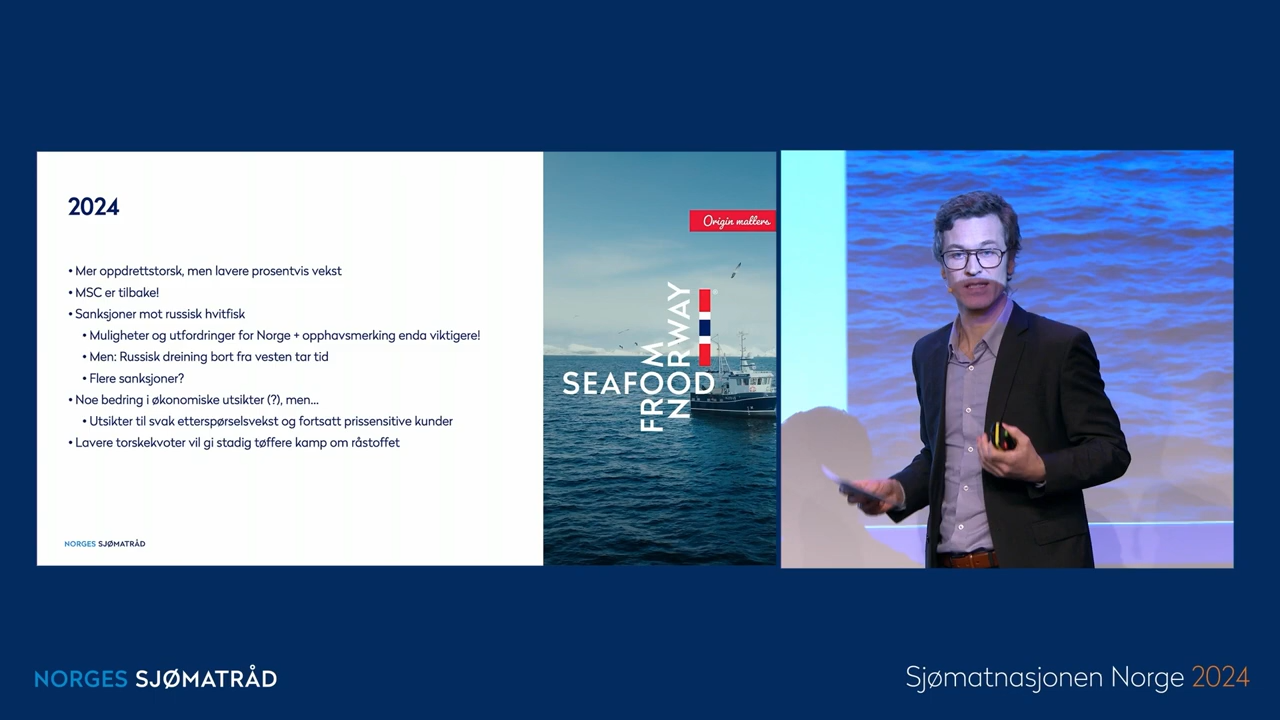 2024
• Mer oppdrettstorsk, men lavere prosentvis vekst
• MSC er tilbake!
• Sanksjoner mot russisk hvitfisk
• Muligheter og utfordringer for Norge + opphavsmerking enda viktigere!
• Men: Russisk dreining bort fra vesten tar tid
• Flere sanksjoner?
• Noe bedring i økonomiske utsikter (?), men...
• Utsikter til svak etterspørselsvekst og fortsatt prissensitive kunder
• Lavere torskekvoter vil gi stadig tøffere kamp om råstoffet
NORGES SJØMATRÅD
Origin matters
SEAFOOD
FROM
NORWAY
NORGES SJØMATRÅD
Sjømatnasjonen Norge 2024